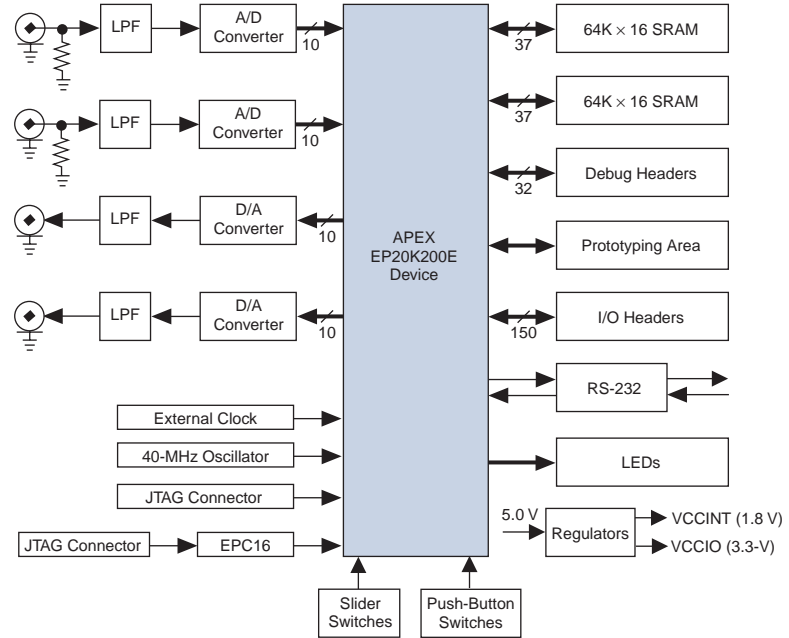 LPF
A/D
Converter
10
37
64K × 16 SRAM
LPF
A/D
Converter
10
37
64K × 16 SRAM
32
Debug Headers
LPF
D/A
Converter
10
APEX
EP20K200E
Device
Prototyping Area
LPF
D/A
Converter
10
150
I/O Headers
RS-232
External Clock
40-MHz Oscillator
LEDs
JTAG Connector
5.0 V
Regulators
VCCINT (1.8 V)
VCCIO (3.3-V)
JTAG Connector
EPC16
Slider
Switches
Push-Button
Switches